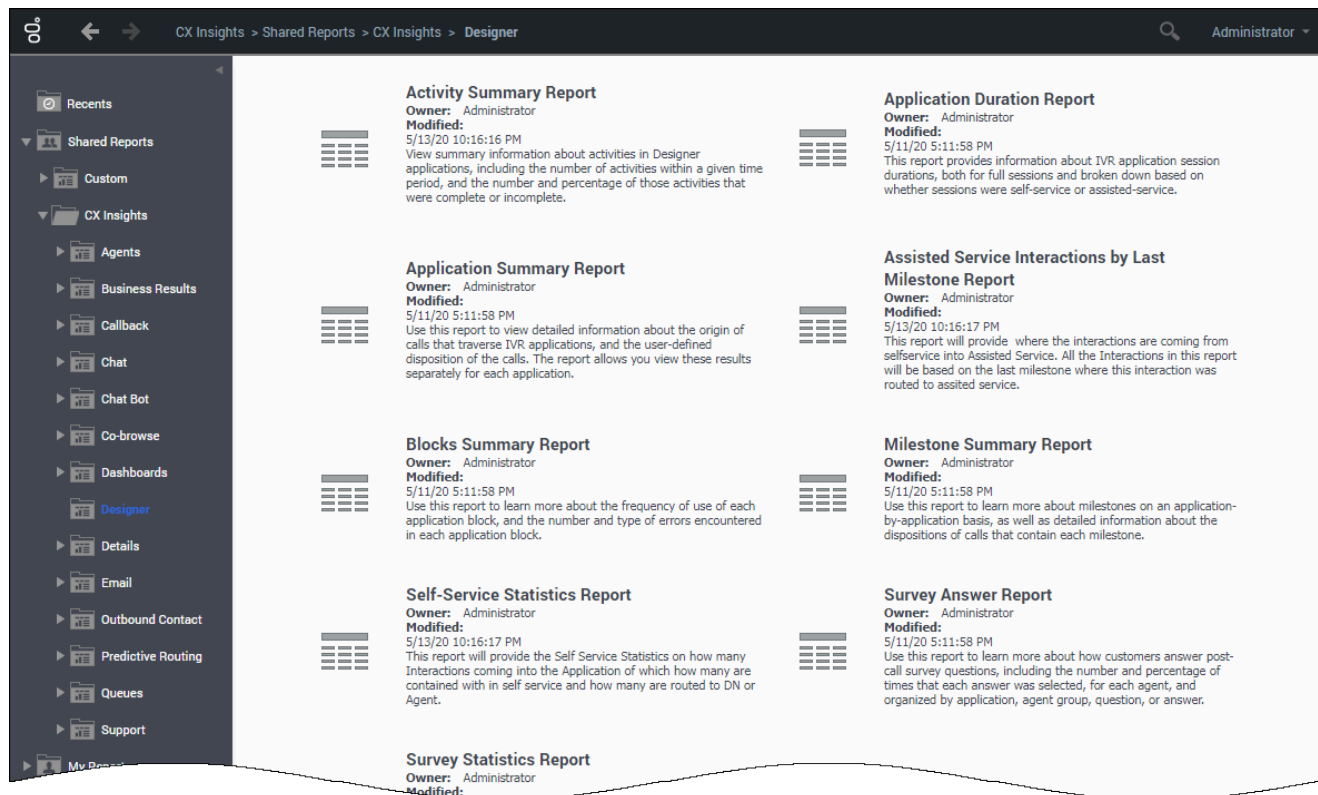 CX Insights > Shared Reports > CX Insights > Designer
Administrator
Recents
Shared Reports
Custom
CX Insights
Agents
Business Results
Callback
Chat
Chat Bot
Co-browse
Dashboards
Designer
Details
Email
Outbound Contact
Predictive Routing
Queues
Support
Activity Summary Report
Owner: Administrator
Modified:
5/13/20 10:16:16 PM
View summary information about activities in Designer
applications, including the number of activities within a given time
period, and the number and percentage of those activities that
were complete or incomplete.
Application Duration Report
Owner: Administrator
Modified:
5/11/20 5:11:58 PM
This report provides information about IVR application session
durations, both for full sessions and broken down based on
whether sessions were self-service or assisted-service.
Application Summary Report
Owner: Administrator
Modified:
5/11/20 5:11:58 PM
Use this report to view detailed information about the origin of
calls that traverse IVR applications, and the user-defined
disposition of the calls. The report allows you view these results
separately for each application.
Assisted Service Interactions by Last
Milestone Report
Owner: Administrator
Modified:
5/13/20 10:16:17 PM
This report will provide where the interactions are coming from
selfservice into Assisted Service. All the Interactions in this report
will be based on the last milestone where this interaction was
routed to assited service.
Blocks Summary Report
Owner: Administrator
Modified:
5/11/20 5:11:58 PM
Use this report to learn more about the frequency of use of each
application block, and the number and type of errors encountered
in each application block.
Milestone Summary Report
Owner: Administrator
Modified:
5/11/20 5:11:58 PM
Use this report to learn more about milestones on an application-
by-application basis, as well as detailed information about the
dispositions of calls that contain each milestone.
Self-Service Statistics Report
Owner: Administrator
Modified:
5/13/20 10:16:17 PM
This report will provide the Self Service Statistics on how many
Interactions coming into the Application of which how many are
contained with in self service and how many are routed to DN or
Agent.
Survey Answer Report
Owner: Administrator
Modified:
5/11/20 5:11:58 PM
Use this report to learn more about how customers answer post-
call survey questions, including the number and percentage of
times that each answer was selected, for each agent, and
organized by application, agent group, question, or answer.
Survey Statistics Report
Owner: Administrator
Modified: